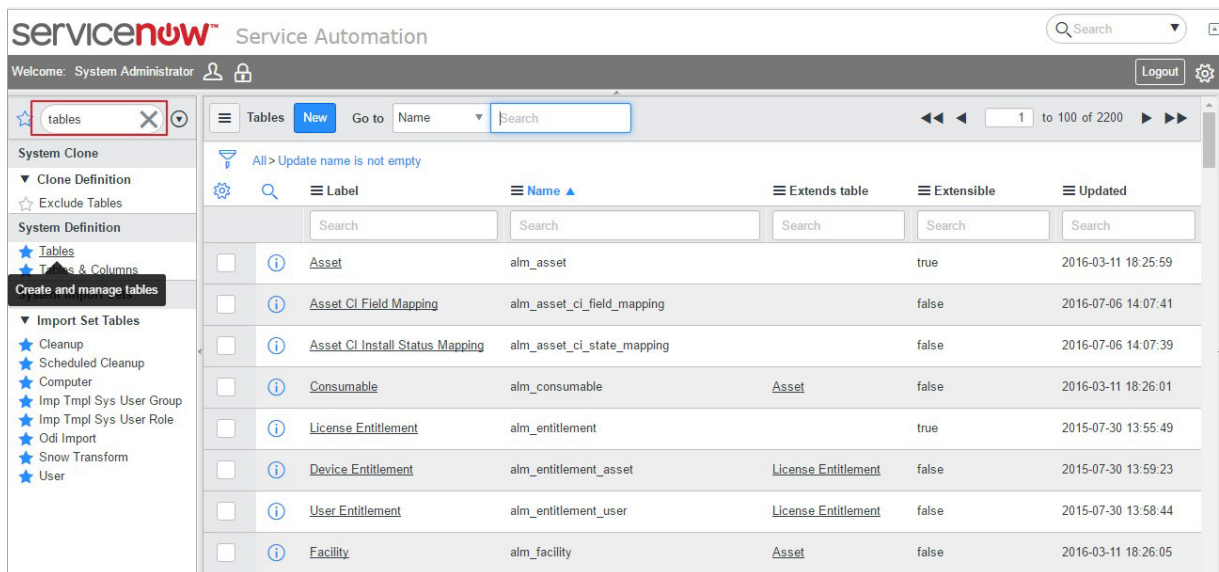 servicenow™ Service Automation
Search
Welcome: System Administrator
Logout
tables
System Clone
Clone Definition
Exclude Tables
System Definition
Tables
Tables & Columns
Create and manage tables
System Import Sets
Import Set Tables
Cleanup
Scheduled Cleanup
Computer
Imp Tmpl Sys User Group
Imp Tmpl Sys User Role
Odi Import
Snow Transform
User
Tables New Go to Name Search 1 to 100 of 2200
All > Update name is not empty
Label Name Extends table Extensible Updated
Search Search Search Search Search
Asset alm_asset true 2016-03-11 18:25:59
Asset CI Field Mapping alm_asset_ci_field_mapping false 2016-07-06 14:07:41
Asset CI Install Status Mapping alm_asset_ci_state_mapping false 2016-07-06 14:07:39
Consumable alm_consumable Asset false 2016-03-11 18:26:01
License Entitlement alm_entitlement true 2015-07-30 13:55:49
Device Entitlement alm_entitlement_asset License Entitlement false 2015-07-30 13:59:23
User Entitlement alm_entitlement_user License Entitlement false 2015-07-30 13:58:44
Facility alm_facility Asset false 2016-03-11 18:26:05